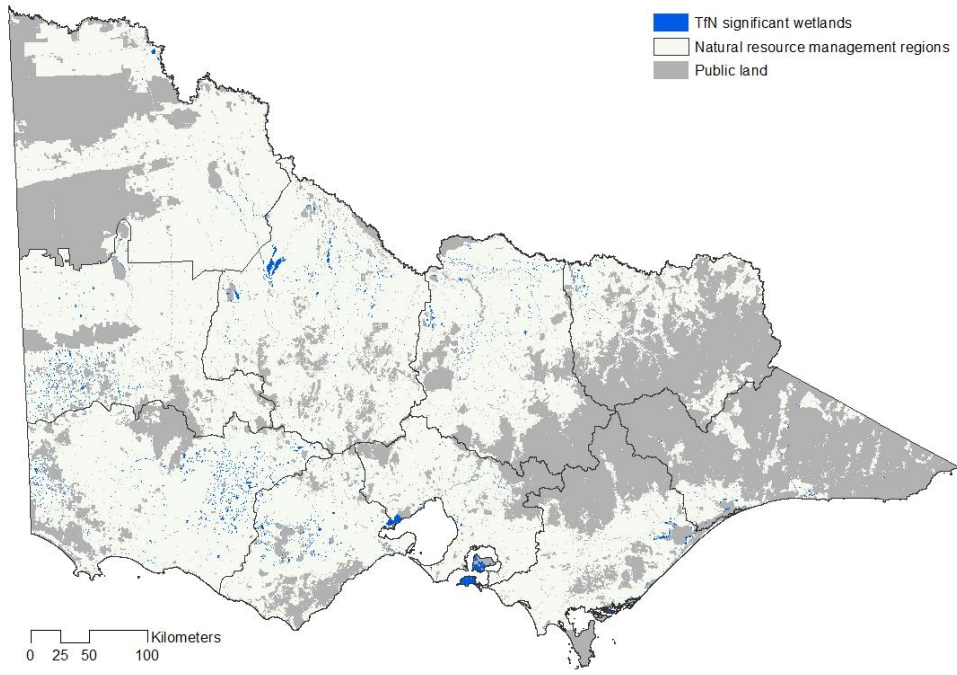 TfN significant wetlands
Natural resource management regions
Public land
Kilometers
0 25 50 100